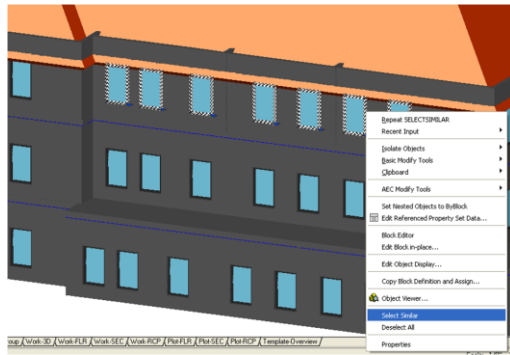 Repeat SELECTSIMILAR
Recent Input
Isolate Objects
Basic Modify Tools
Clipboard
AEC Modify Tools
Set Nested Objects to ByBlock
Edit Referenced Property Set Data...
Block Editor
Edit Block in-place...
Edit Object Display...
Copy Block Definition and Assign...
Object Viewer...
Select Similar
Deselect All
Properties
Work-3D / Work-FLR / Work-SEC / Work-RCP / Plot-FLR / Plot-SEC / Plot-RCP / Template-Overview /